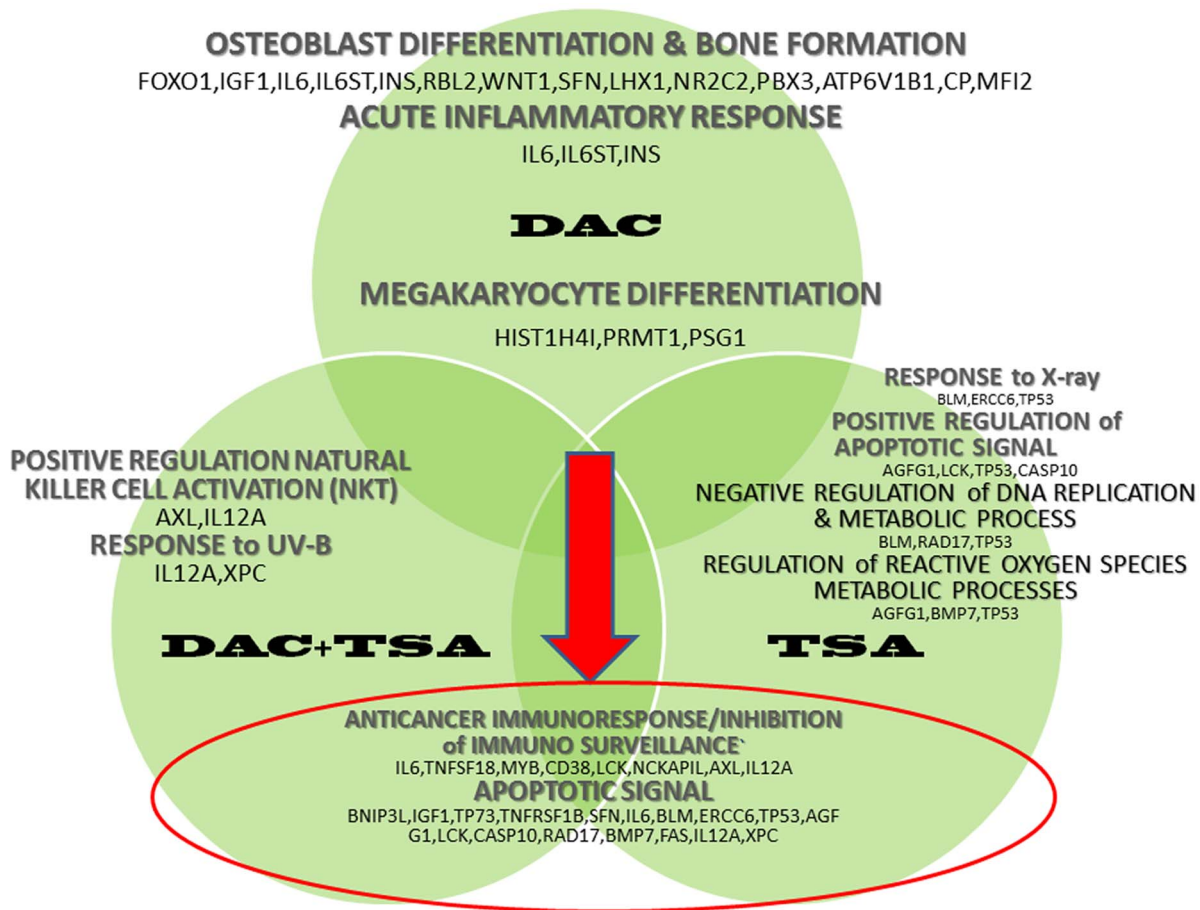 OSTEOBLAST DIFFERENTIATION & BONE FORMATION
FOXO1,IGF1,IL6,IL6ST,INS,RBL2,WNT1,SFN,LHX1,NR2C2,PBX3,ATP6V1B1,CP,MFI2
ACUTE INFLAMMATORY RESPONSE
IL6,IL6ST,INS
DAC
MEGAKARYOCYTE DIFFERENTIATION
HIST1H4I,PRMT1,PSG1
POSITIVE REGULATION NATURAL
KILLER CELL ACTIVATION (NKT)
AXL,IL12A
RESPONSE to UV-B
IL12A,XPC
DAC+TSA
RESPONSE to X-ray
BLM,ERCC6,TP53
POSITIVE REGULATION of
APOPTOTIC SIGNAL
AGFG1,LCK,TP53,CASP10
NEGATIVE REGULATION of DNA REPLICATION
& METABOLIC PROCESS
BLM,RAD17,TP53
REGULATION of REACTIVE OXYGEN SPECIES
METABOLIC PROCESSES
AGFG1,BMP7,TP53
TSA
ANTICANCER IMMUNORESPONSE/INHIBITION
of IMMUNO SURVEILLANCE`
IL6,TNFSF18,MYB,CD38,LCK,NCKAPIL,AXL,IL12A
APOPTOTIC SIGNAL
BNIP3L,IGF1,TP73,TNFRSF1B,SFN,IL6,BLM,ERCC6,TP53,AGF
G1,LCK,CASP10,RAD17,BMP7,FAS,IL12A,XPC